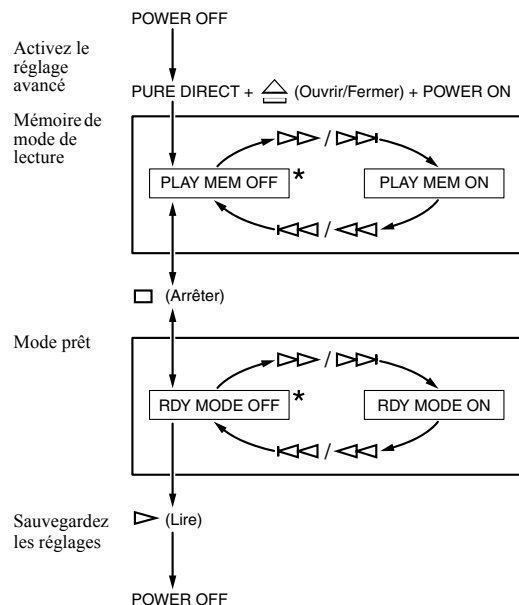 POWER OFF
Activez le
réglage
avancé
PURE DIRECT + (Ouvrir/Fermer) + POWER ON
Mémoire de
mode de
lecture
/
PLAY MEM OFF * PLAY MEM ON
/
(Arrêter)
Mode prêt
/
RDY MODE OFF * RDY MODE ON
/
Sauvegardez
les réglages
(Lire)
POWER OFF